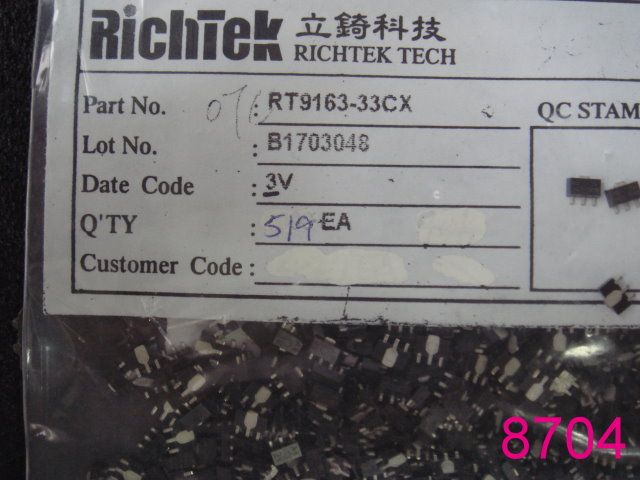 RichTek 立錡科技
RICHTEK TECH
Part No. : RT9163-33CX
QC STAM
Lot No. : B1703048
Date Code : 3V
Q'TY : 519 EA
Customer Code :
8704